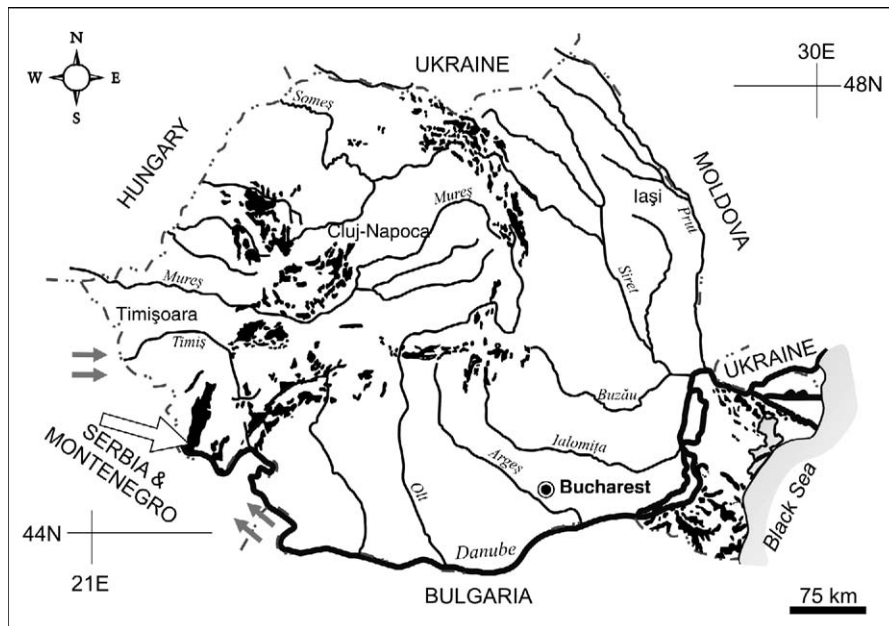 N
W E
S
UKRAINE
30E
48N
Someş
HUNGARY
MOLDOVA
Iaşi
Prut
Mureş
Cluj-Napoca
Siret
Mureş
Timişoara
Timiş
UKRAINE
Buzău
SERBIA &
MONTENEGRO
Ialomiţa
Argeş
Olt
Bucharest
Black Sea
44N
21E
Danube
BULGARIA
75 km